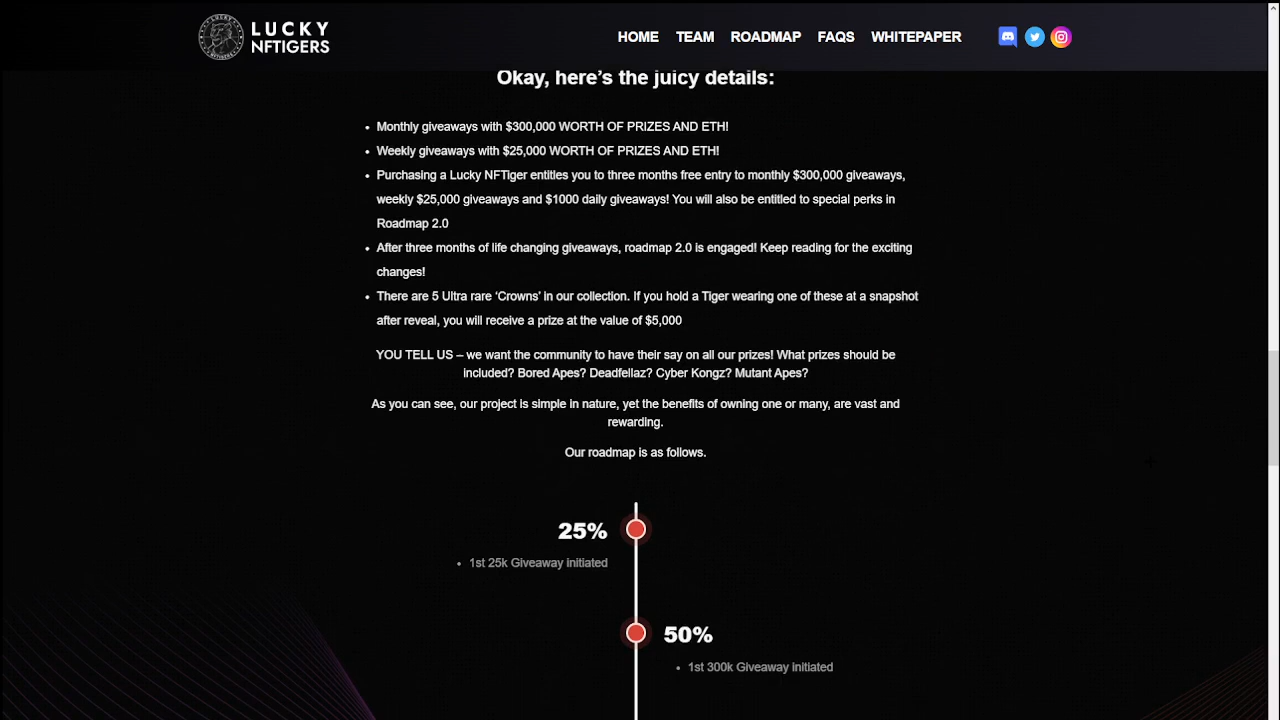 LUCKY
NFTIGERS
HOME TEAM ROADMAP FAQS WHITEPAPER
Okay, here’s the juicy details:
• Monthly giveaways with $300,000 WORTH OF PRIZES AND ETH!
• Weekly giveaways with $25,000 WORTH OF PRIZES AND ETH!
• Purchasing a Lucky NFTiger entitles you to three months free entry to monthly $300,000 giveaways,
weekly $25,000 giveaways and $1000 daily giveaways! You will also be entitled to special perks in
Roadmap 2.0
• After three months of life changing giveaways, roadmap 2.0 is engaged! Keep reading for the exciting
changes!
• There are 5 Ultra rare ‘Crowns’ in our collection. If you hold a Tiger wearing one of these at a snapshot
after reveal, you will receive a prize at the value of $5,000
YOU TELL US – we want the community to have their say on all our prizes! What prizes should be
included? Bored Apes? Deadfellaz? Cyber Kongz? Mutant Apes?
As you can see, our project is simple in nature, yet the benefits of owning one or many, are vast and
rewarding.
Our roadmap is as follows.
25%
• 1st 25k Giveaway initiated
50%
• 1st 300k Giveaway initiated